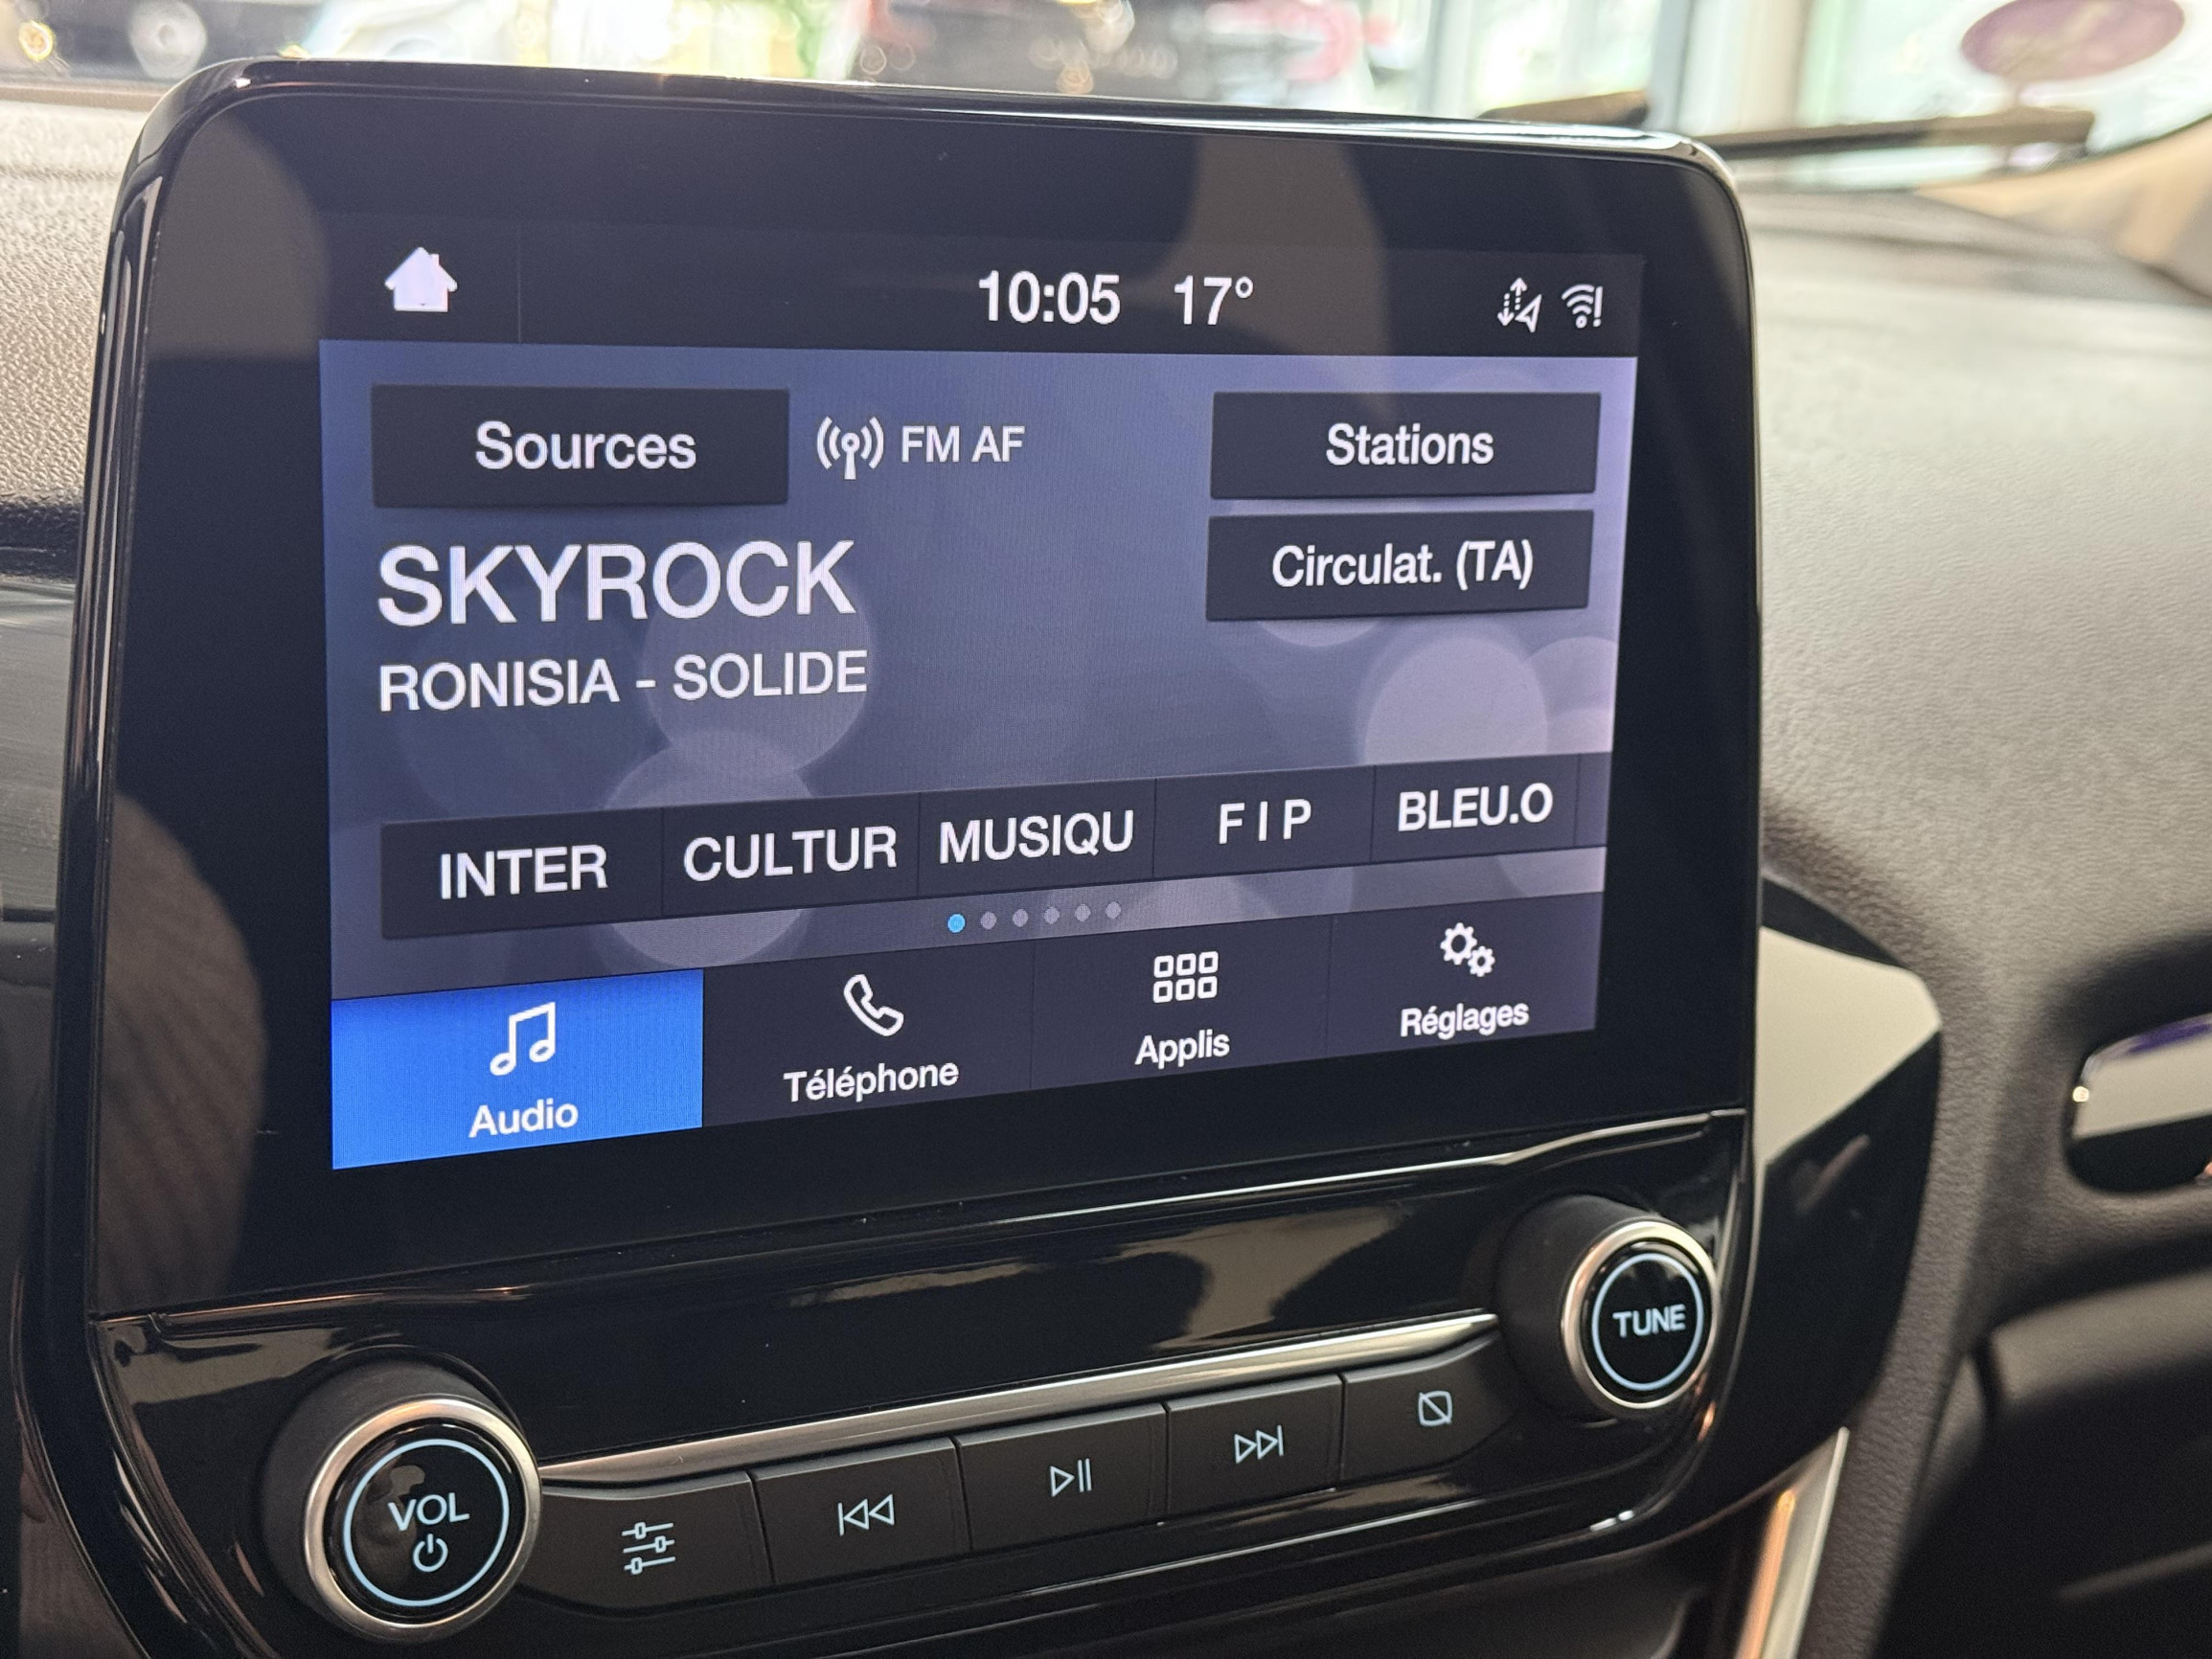 10:05 17°
Sources FM AF Stations
Circulat. (TA)
SKYROCK
RONISIA - SOLIDE
INTER CULTUR MUSIQU F I P BLEU.O
Audio Téléphone Applis Réglages
TUNE
VOL